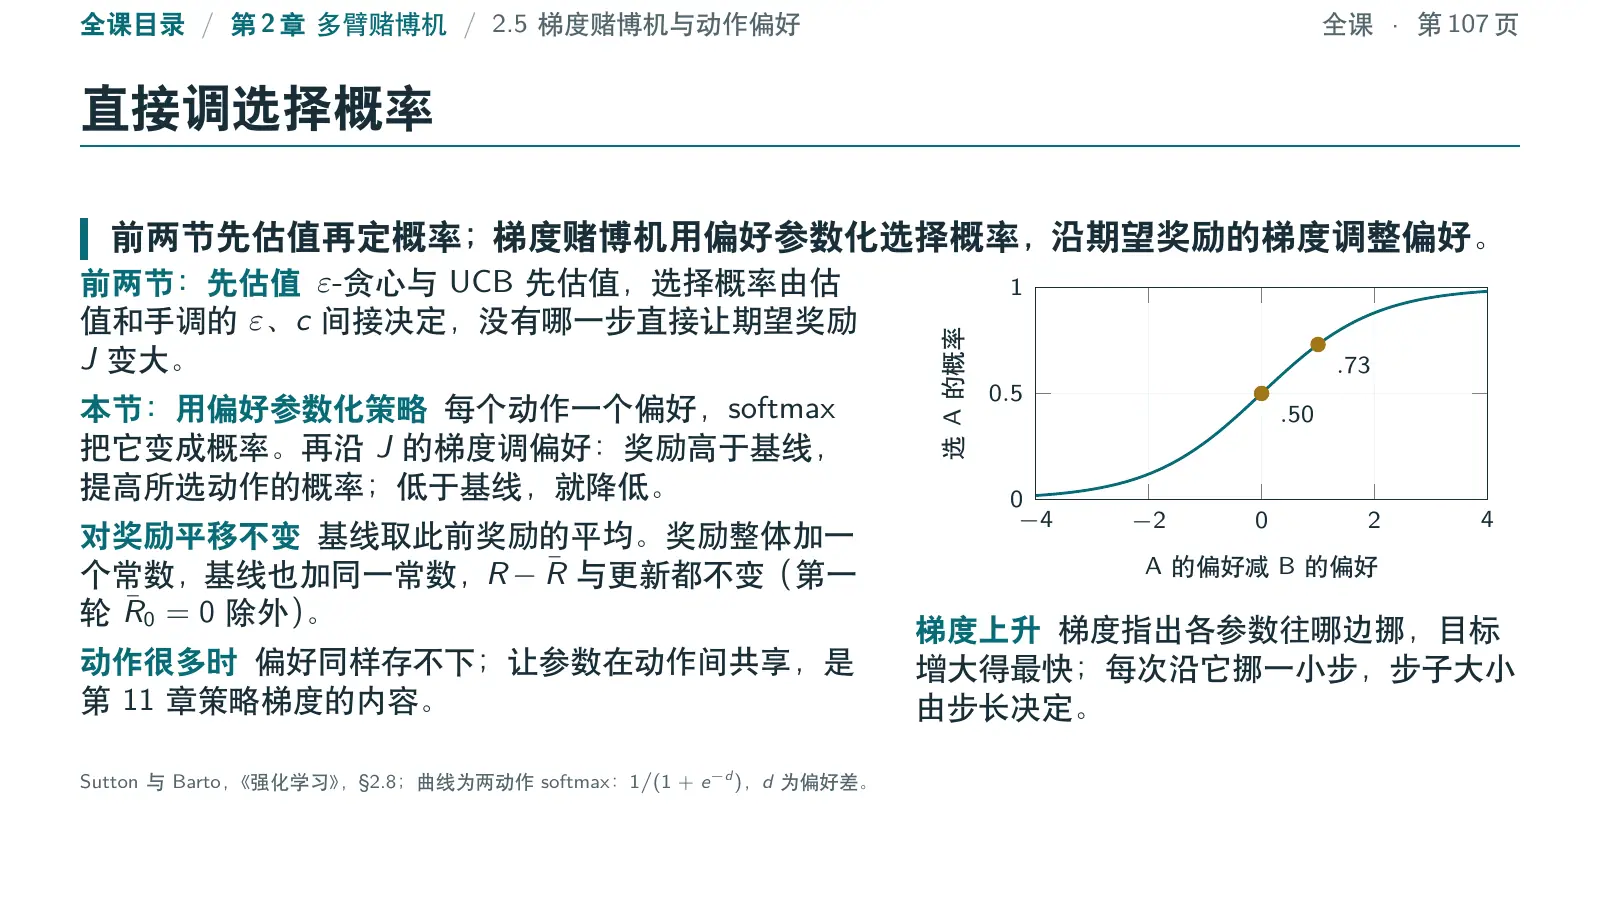 全课目录 / 第 2 章 多臂赌博机 / 2.5 梯度赌博机与动作偏好
全课 · 第 107 页
直接调选择概率
前两节先估值再定概率；梯度赌博机用偏好参数化选择概率，沿期望奖励的梯度调整偏好。
前两节：先估值 ε-贪心与 UCB 先估值，选择概率由估
值和手调的 ε、c 间接决定，没有哪一步直接让期望奖励
J 变大。
本节：用偏好参数化策略 每个动作一个偏好，softmax
把它变成概率。再沿 J 的梯度调偏好：奖励高于基线，
提高所选动作的概率；低于基线，就降低。
对奖励平移不变 基线取此前奖励的平均。奖励整体加一
个常数，基线也加同一常数，R − R̄ 与更新都不变（第一
轮 R̄₀ = 0 除外）。
动作很多时 偏好同样存不下；让参数在动作间共享，是
第 11 章策略梯度的内容。
选 A 的概率
1
0.5
0
.73
.50
−4 −2 0 2 4
A 的偏好减 B 的偏好
梯度上升 梯度指出各参数往哪边挪，目标
增大得最快；每次沿它挪一小步，步子大小
由步长决定。
Sutton 与 Barto，《强化学习》，§2.8；曲线为两动作 softmax：1/(1 + e⁻ᵈ)，d 为偏好差。